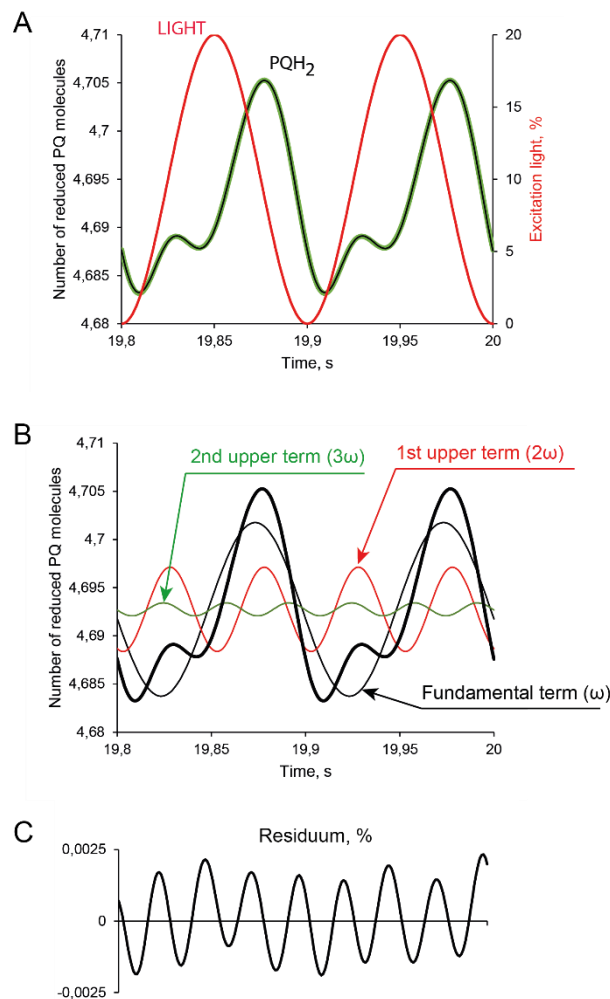 A
LIGHT
PQH2
4,71
4,705
4,7
4,695
4,69
4,685
4,68
Number of reduced PQ molecules
20
15
10
5
0
Excitation light, %
19,8
19,85
19,9
19,95
20
Time, s
B
2nd upper term (3ω)
1st upper term (2ω)
4,71
4,705
4,7
4,695
4,69
4,685
4,68
Number of reduced PQ molecules
Fundamental term (ω)
19,8
19,85
19,9
19,95
20
Time, s
C
Residuum, %
0,0025
0
-0,0025